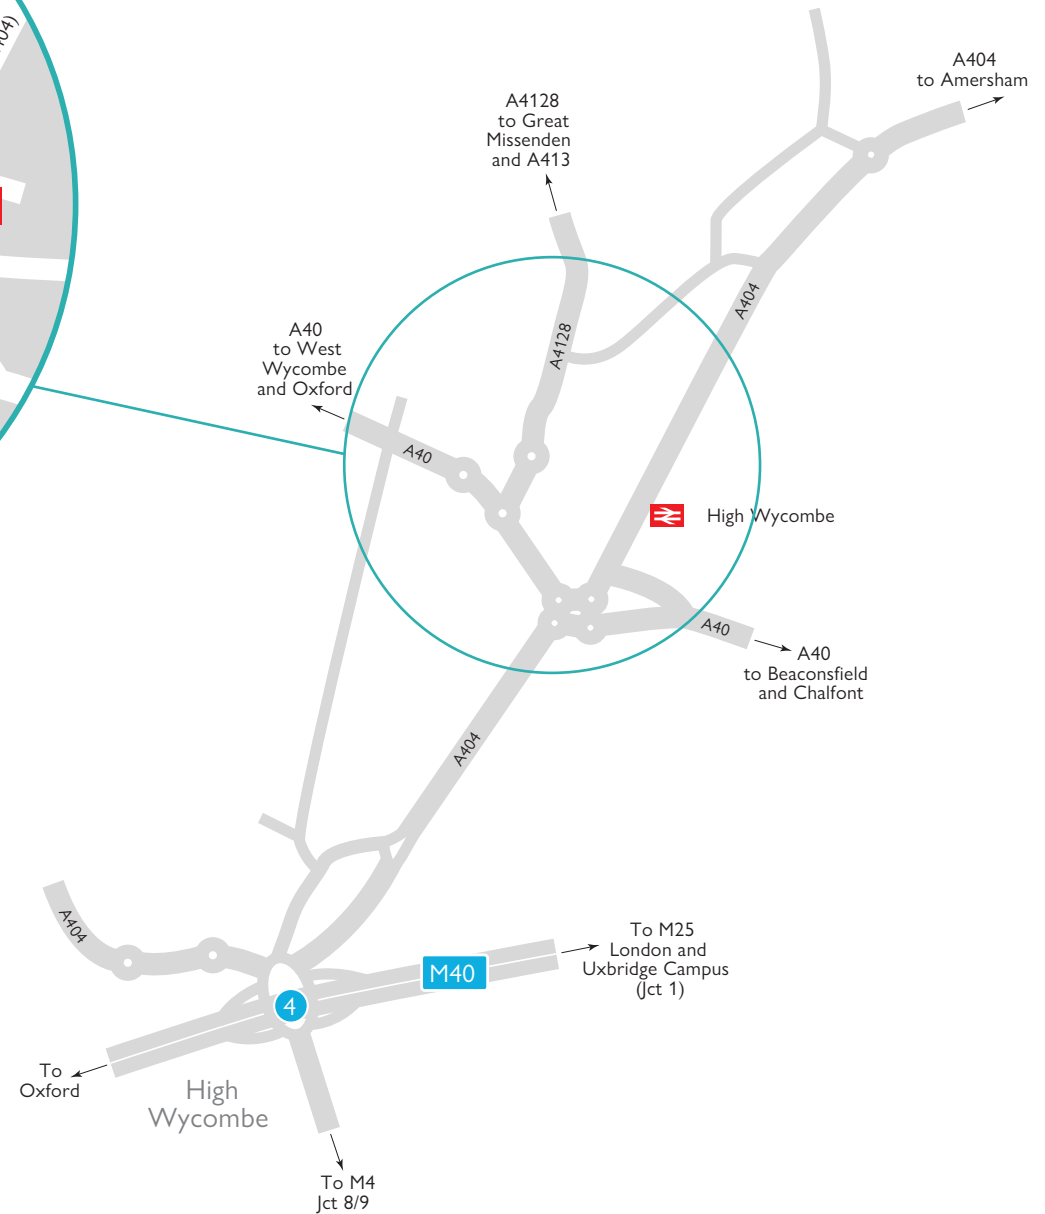 04)
A404
to Amersham
A4128
to Great
Missenden
and A413
A404
A4128
A40
to West
Wycombe
and Oxford
A40
High Wycombe
A40
A40
to Beaconsfield
and Chalfont
A404
A404
To M25
London and
Uxbridge Campus
(Jct 1)
M40
4
To
Oxford
High
Wycombe
To M4
Jct 8/9